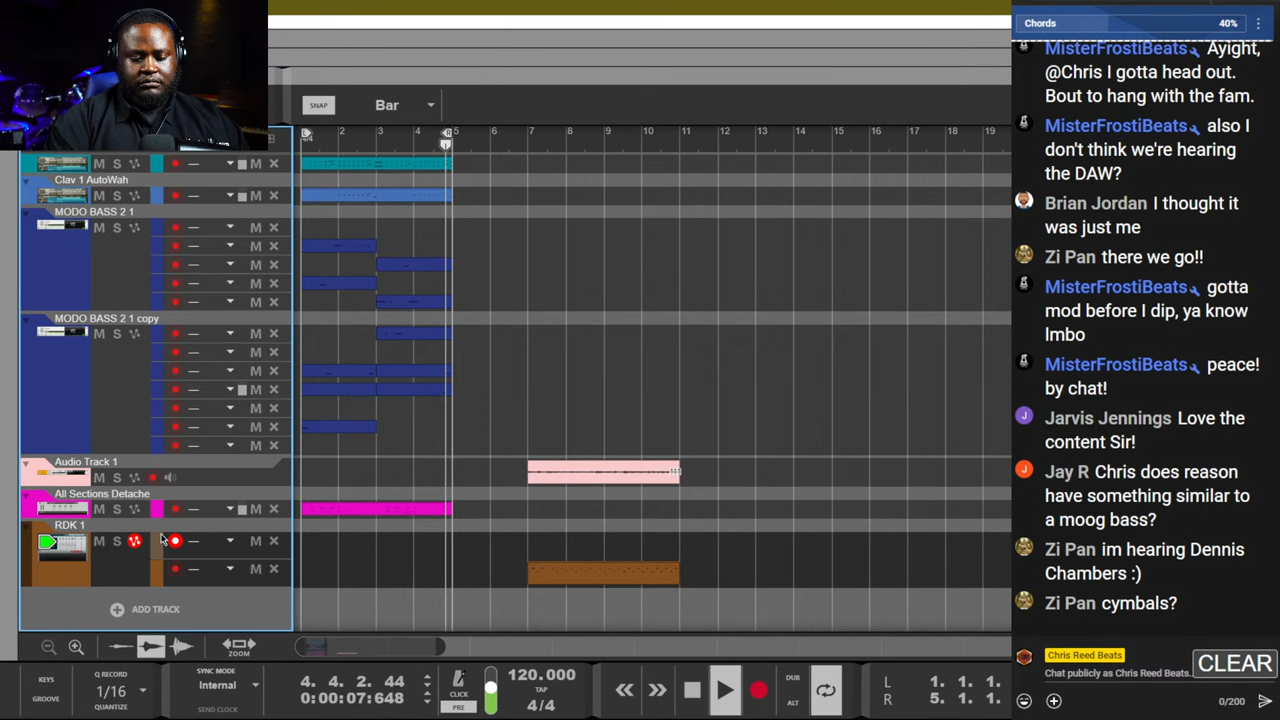 Chords 40%
MisterFrostiBeats Ayight,
@Chris I gotta head out.
Bout to hang with the fam.
MisterFrostiBeats also I
don't think we're hearing
the DAW?
Brian Jordan I thought it
was just me
Zi Pan there we go!!
MisterFrostiBeats gotta
mod before I dip, ya know
lmbo
MisterFrostiBeats peace!
by chat!
Jarvis Jennings Love the
content Sir!
Jay R Chris does reason
have something similar to
a moog bass?
Zi Pan im hearing Dennis
Chambers :)
Zi Pan cymbals?
Chris Reed Beats
Chat publicly as Chris Reed Beats...
CLEAR
0/200
SNAP Bar
2 3 4 5 6 7 8 9 10 11 12 13 14 15 16 17 18 19
M S M
Clav 1 AutoWah
M S M
MODO BASS 2 1
M S M
M
M
M
M
MODO BASS 2 1 copy
M S M
M
M
M
M
M
M
Audio Track 1
M S
All Sections Detache
M S M
RDK 1
M S M
M
ADD TRACK
ZOOM
KEYS
GROOVE
Q RECORD
1/16
QUANTIZE
SYNC MODE
Internal
SEND CLOCK
4. 4. 2. 44
0:00:07:648
CLICK
PRE
120.000
TAP
4/4
DUB
ALT
L 1. 1. 1.
R 5. 1. 1.